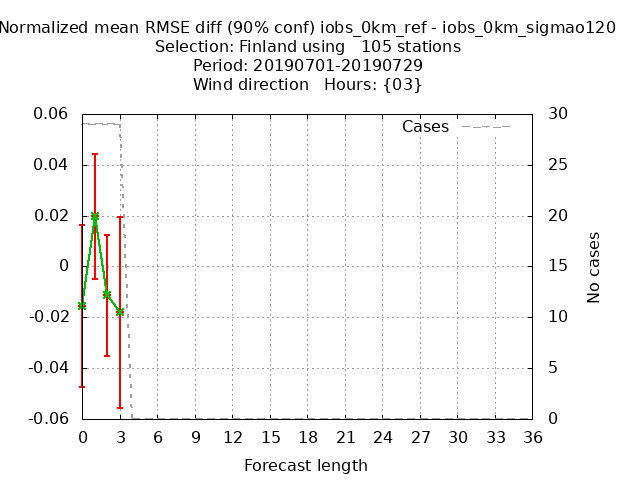 Normalized mean RMSE diff (90% conf) iobs_0km_ref - iobs_0km_sigmao120
Selection: Finland using   105 stations
Period: 20190701-20190729
Wind direction   Hours: {03}
Cases
0.06
0.04
0.02
0
-0.02
-0.04
-0.06
30
25
20
15
10
5
0
No cases
0 3 6 9 12 15 18 21 24 27 30 33 36
Forecast length